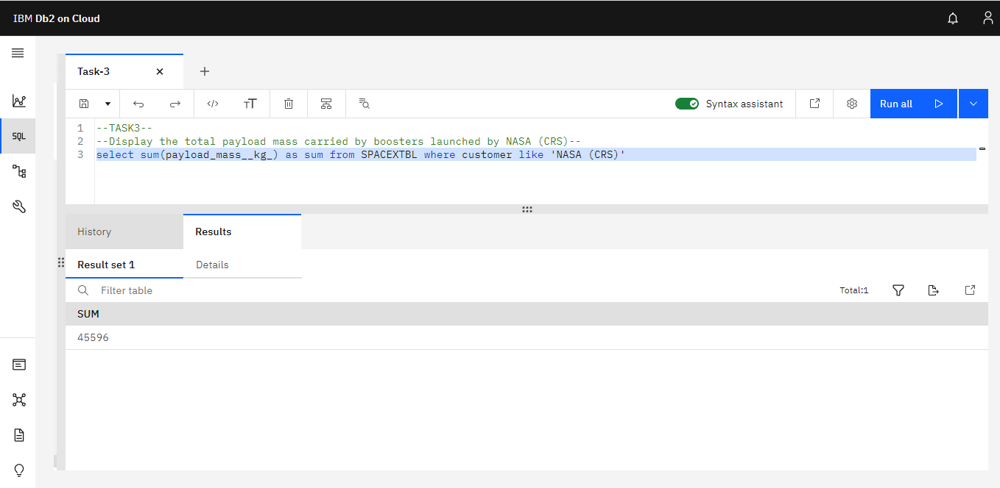 IBM Db2 on Cloud
Task-3
Syntax assistant
Run all
SQL
1 --TASK3--
2 --Display the total payload mass carried by boosters launched by NASA (CRS)--
3 select sum(payload_mass__kg_) as sum from SPACEXTBL where customer like 'NASA (CRS)'
History
Results
Result set 1
Details
Filter table
Total:1
SUM
45596